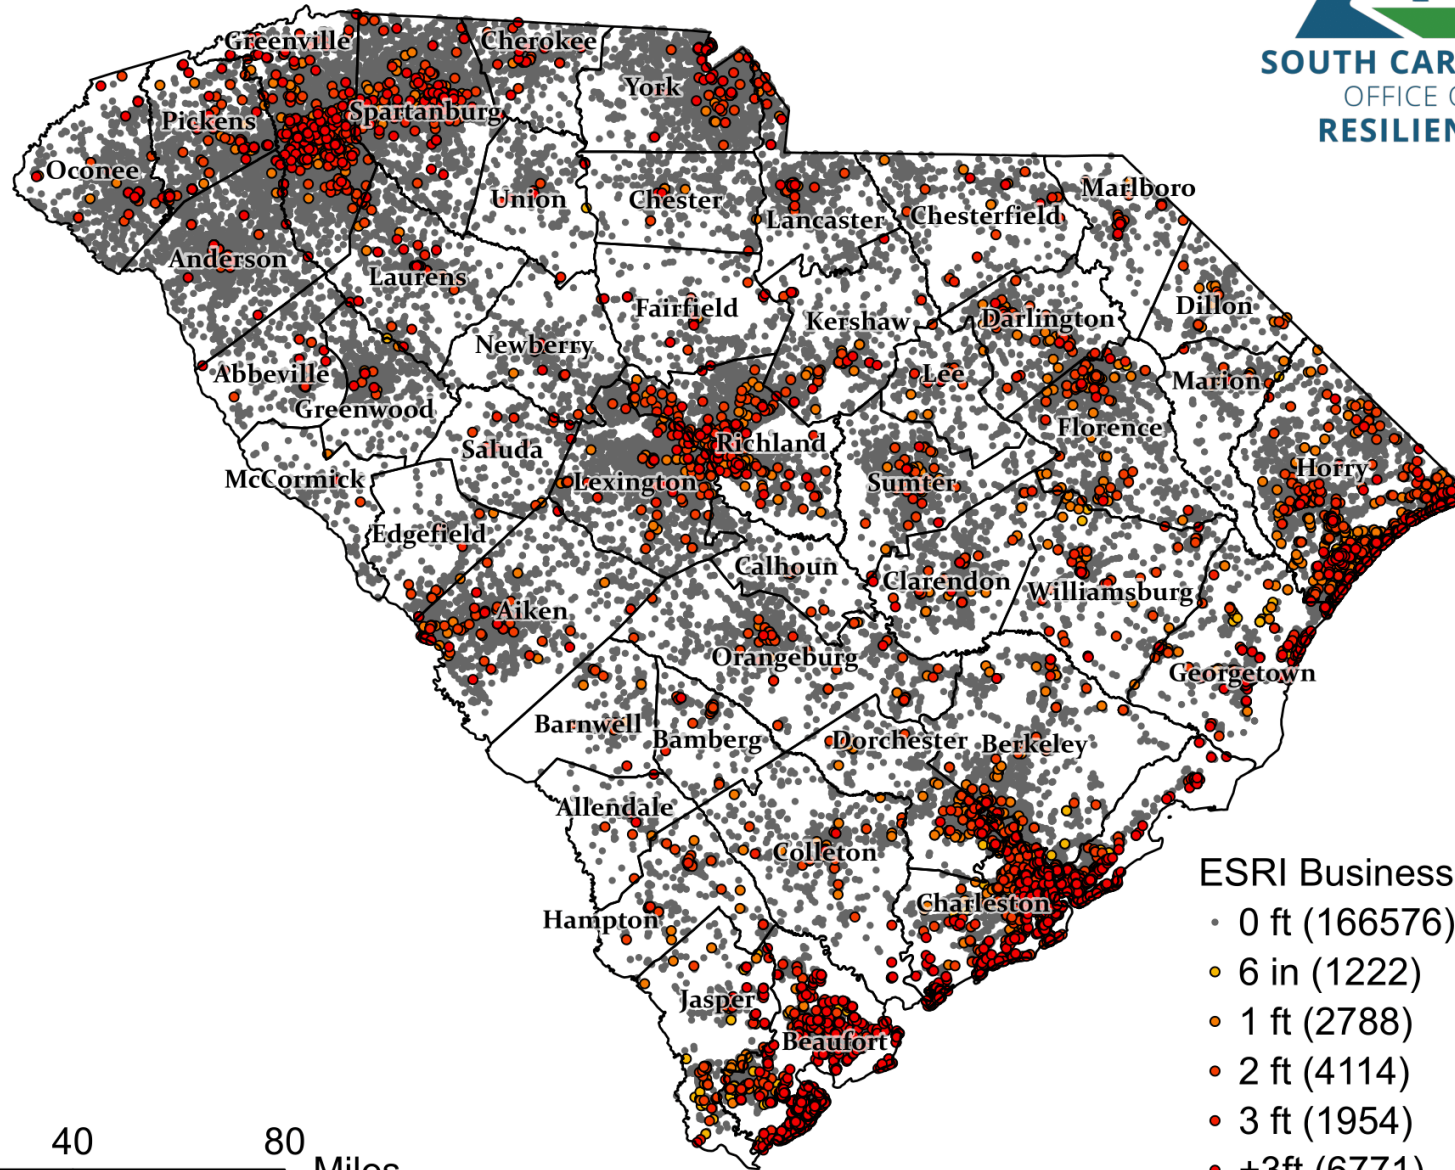 SOUTH CAR
OFFICE O
RESILIEN
Greenville
Cherokee
York
Pickens
Spartanburg
Oconee
Union
Chester
Lancaster
Chesterfield
Marlboro
Anderson
Laurens
Fairfield
Kershaw
Darlington
Dillon
Newberry
Abbeville
Lee
Marion
Greenwood
Saluda
Richland
Florence
McCormick
Lexington
Sumter
Horry
Edgefield
Calhoun
Clarendon
Williamsburg
Aiken
Orangeburg
Georgetown
Barnwell
Bamberg
Dorchester
Berkeley
Allendale
Colleton
Charleston
Hampton
Jasper
Beaufort
ESRI Business
0 ft (166576)
6 in (1222)
1 ft (2788)
2 ft (4114)
3 ft (1954)
+3ft (6771)
40 80
Miles